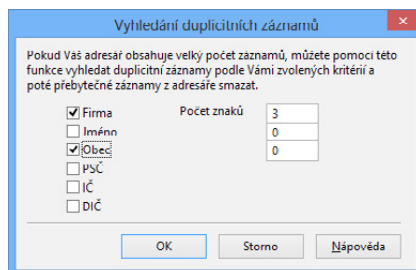 Vyhledání duplicitních záznamů
Pokud Váš adresář obsahuje velký počet záznamů, můžete pomocí této
funkce vyhledat duplicitní záznamy podle Vámi zvolených kritérií a
poté přebytečné záznamy z adresáře smazat.
Firma Počet znaků 3
Jméno 0
Obec 0
PSČ
IČ
DIČ
OK Storno Nápověda